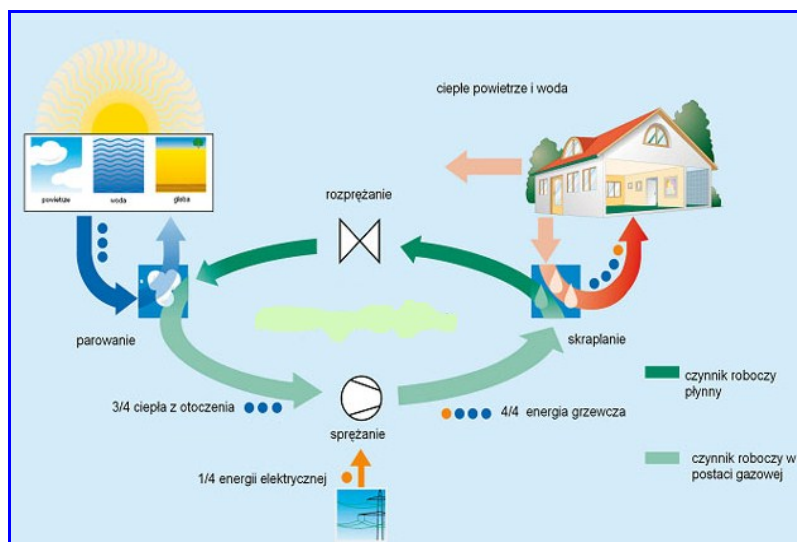 ciepłe powietrze i woda
powietrze
woda
gleba
rozprężanie
parowanie
skraplanie
czynnik roboczy
płynny
3/4 ciepła z otoczenia
4/4 energia grzewcza
sprężanie
czynnik roboczy w
postaci gazowej
1/4 energii elektrycznej